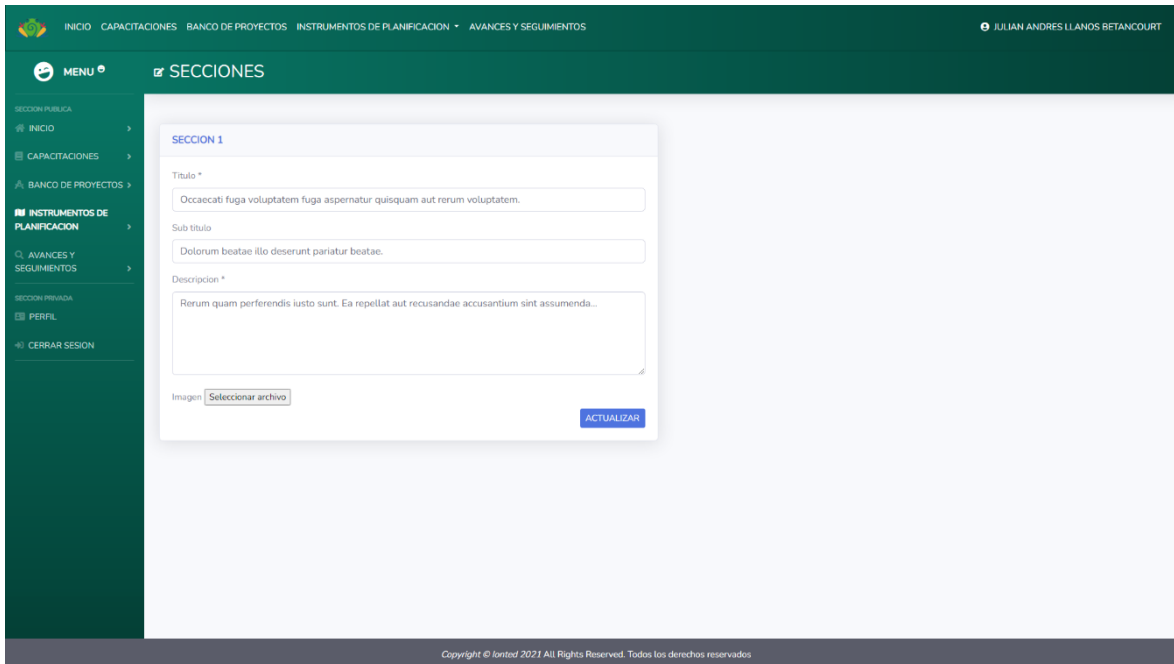 INICIO CAPACITACIONES BANCO DE PROYECTOS INSTRUMENTOS DE PLANIFICACION AVANCES Y SEGUIMIENTOS JULIAN ANDRES LLANOS BETANCOURT
MENU
SECCIONES
SECCION PUBLICA
INICIO
CAPACITACIONES
BANCO DE PROYECTOS
INSTRUMENTOS DE
PLANIFICACION
AVANCES Y
SEGUIMIENTOS
SECCION PRIVADA
PERFIL
CERRAR SESION
SECCION 1
Titulo *
Occaecati fuga voluptatem fuga aspernatur quisquam aut rerum voluptatem.
Sub titulo
Dolorum beatae illo deserunt pariatur beatae.
Descripcion *
Rerum quam perferendis iusto sunt. Ea repellat aut recusandae accusantium sint assumenda...
Imagen Seleccionar archivo
ACTUALIZAR
Copyright © Ionted 2021 All Rights Reserved. Todos los derechos reservados